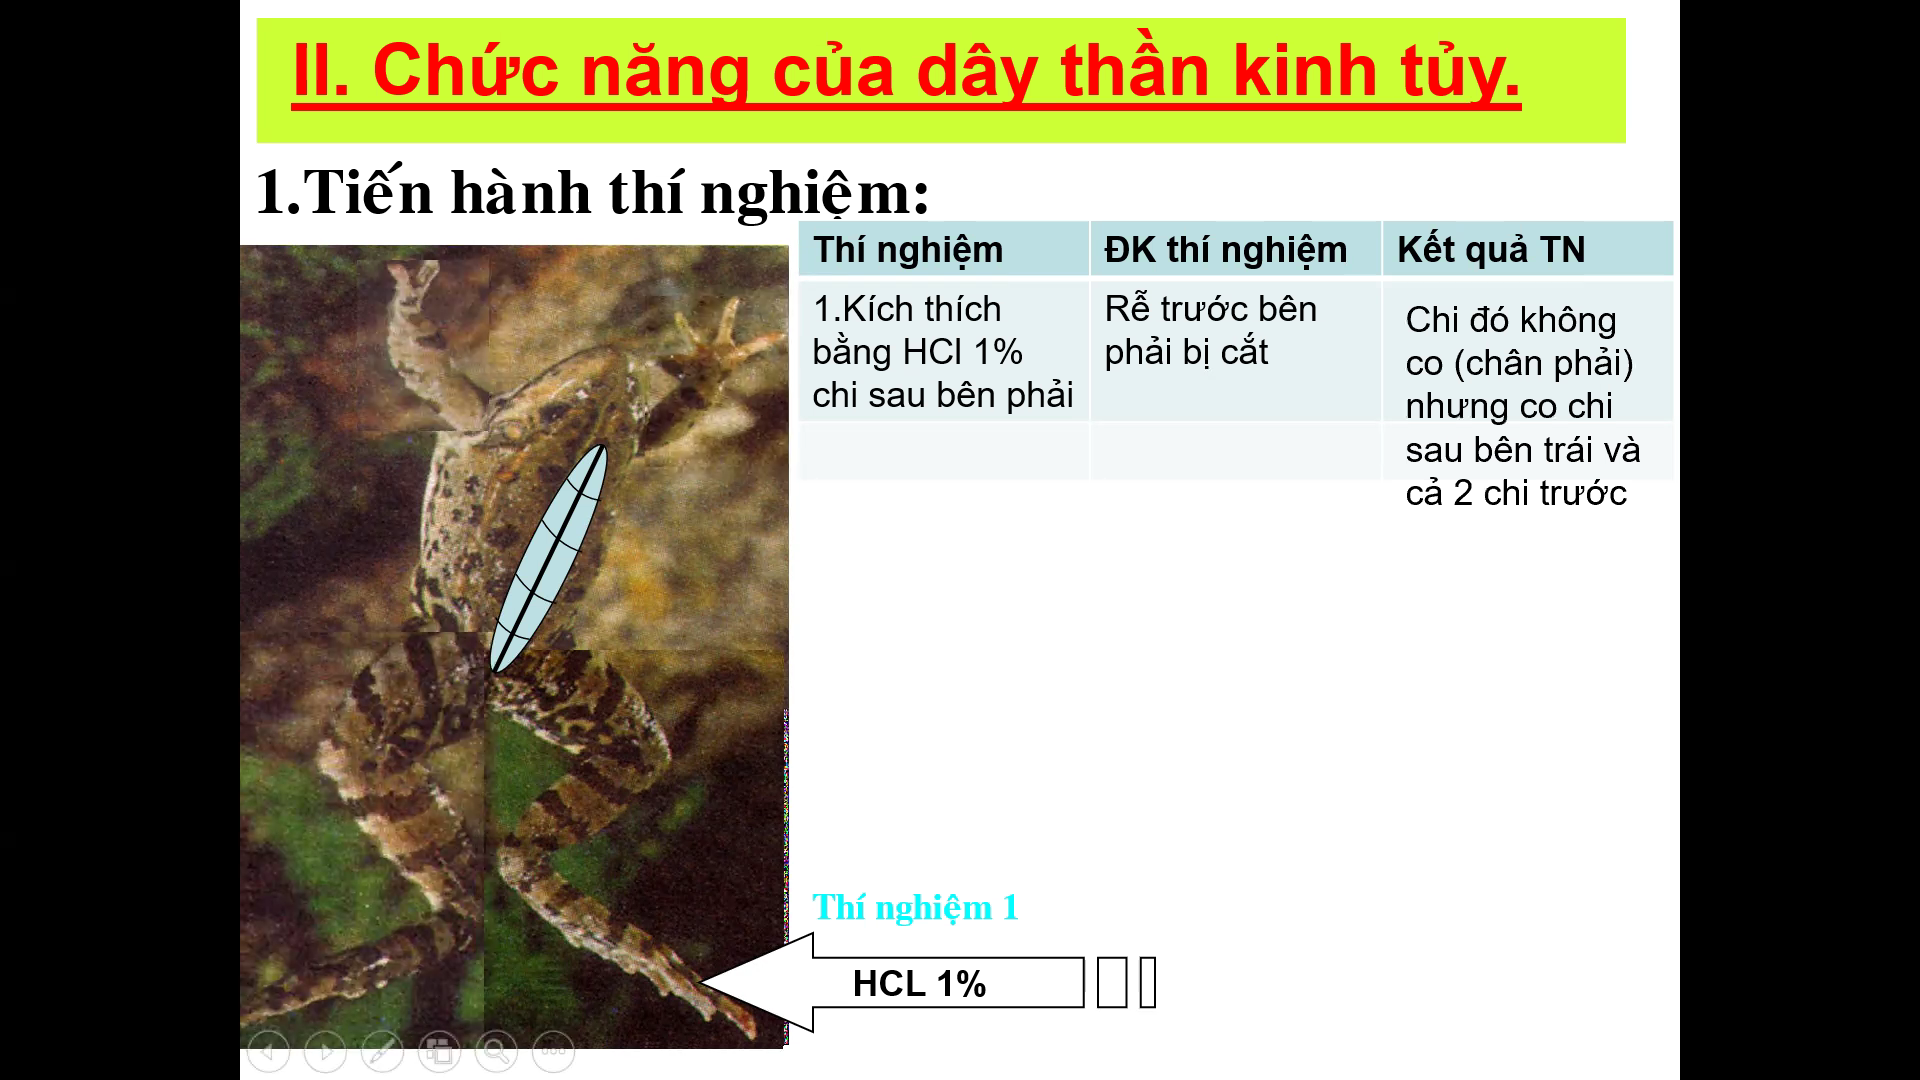 II. Chức năng của dây thần kinh tủy.
1.Tiến hành thí nghiệm:
Thí nghiệm
ĐK thí nghiệm
Kết quả TN
1.Kích thích
bằng HCl 1%
chi sau bên phải
Rễ trước bên
phải bị cắt
Chi đó không
co (chân phải)
nhưng co chi
sau bên trái và
cả 2 chi trước
Thí nghiệm 1
HCL 1%